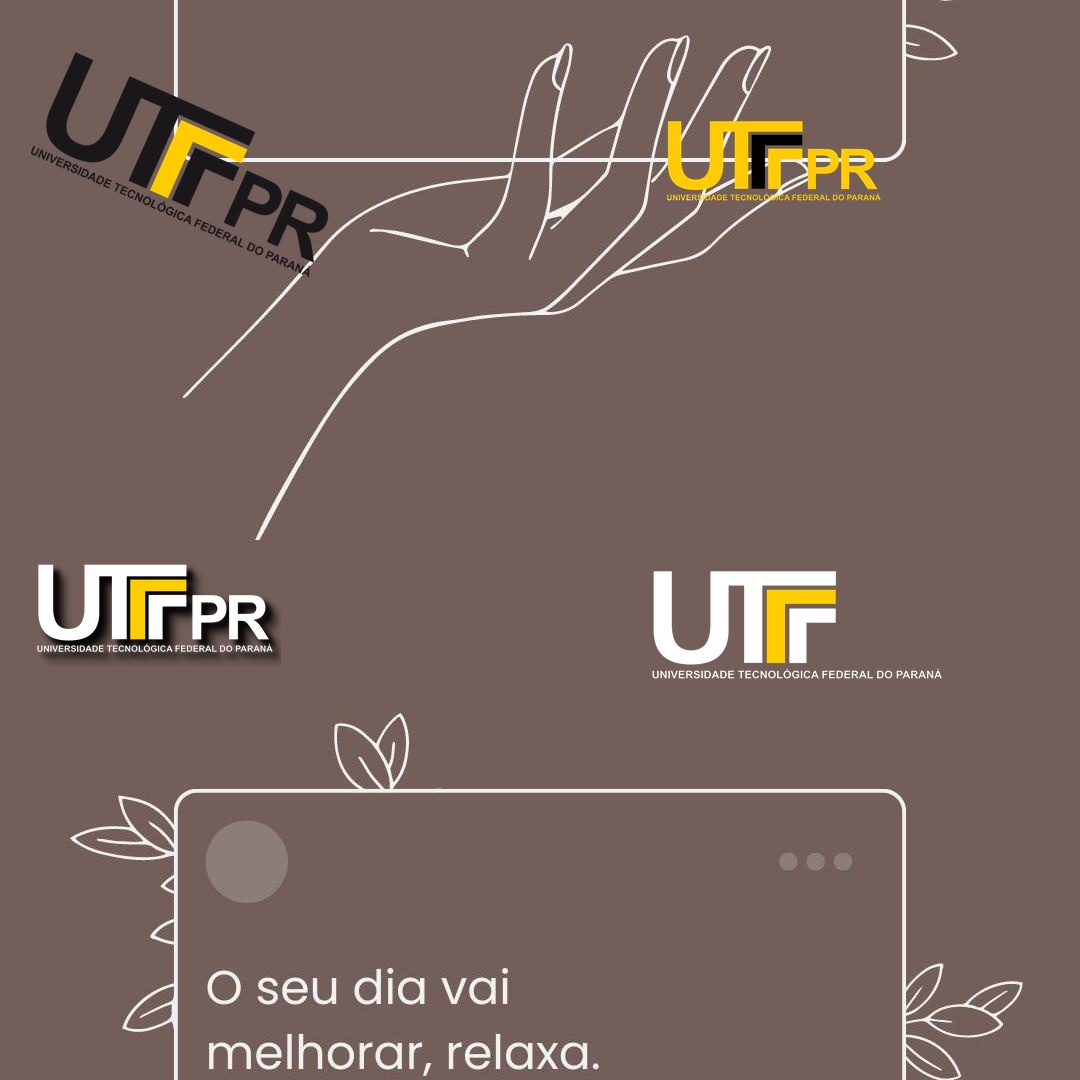 UTFPR
UNIVERSIDADE TECNOLÓGICA FEDERAL DO PARANÁ
UTFPR
UNIVERSIDADE TECNOLÓGICA FEDERAL DO PARANÁ
UTFPR
UNIVERSIDADE TECNOLÓGICA FEDERAL DO PARANÁ
UTF
UNIVERSIDADE TECNOLÓGICA FEDERAL DO PARANÁ
O seu dia vai
melhorar, relaxa.